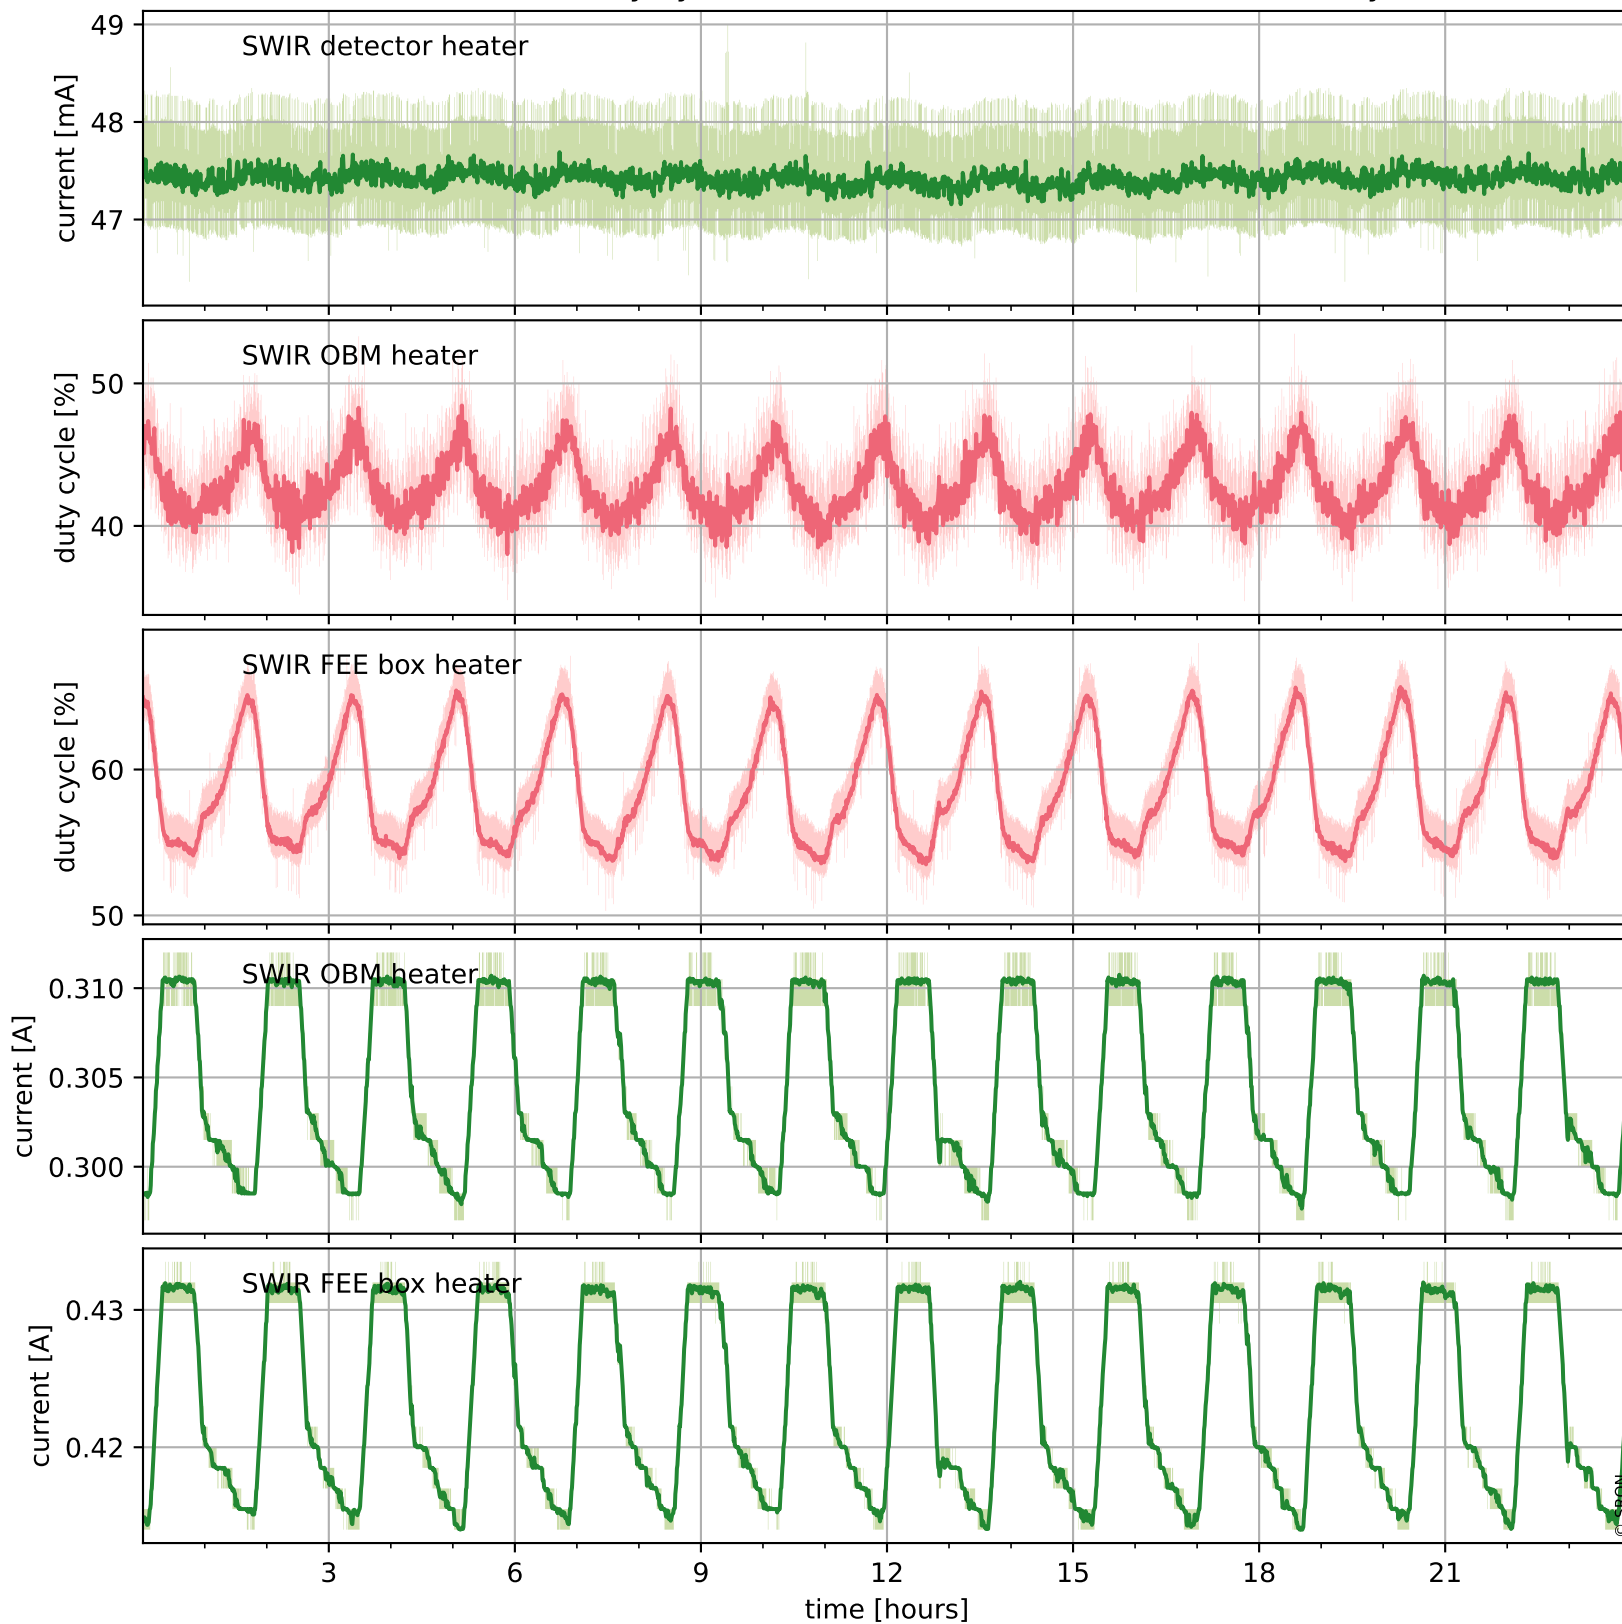 49
SWIR detector heater
48
47
current [mA]
SWIR OBM heater
50
40
duty cycle [%]
SWIR FEE box heater
60
50
duty cycle [%]
SWIR OBM heater
0.310
0.305
0.300
current [A]
SWIR FEE box heater
0.43
0.42
current [A]
3 6 9 12 15 18 21
time [hours]
© SRON